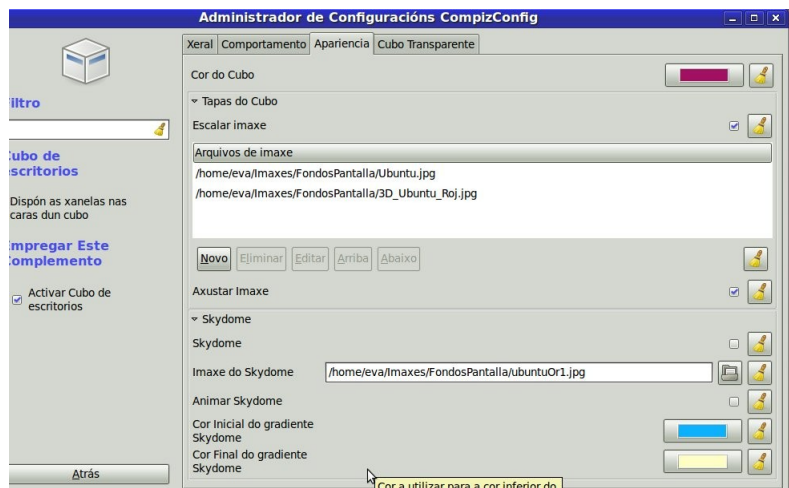 Administrador de Configuracións CompizConfig
Xeral Comportamento Apariencia Cubo Transparente
Cor do Cubo
iltro
Tapas do Cubo
Escalar imaxe
Arquivos de imaxe
/home/eva/Imaxes/FondosPantalla/Ubuntu.jpg
/home/eva/Imaxes/FondosPantalla/3D_Ubuntu_Roj.jpg
ubo de
scritorios
Dispón as xanelas nas
caras dun cubo
mpregar Este
omplemento
Activar Cubo de
escritorios
Novo Eliminar Editar Arriba Abaixo
Axustar Imaxe
Skydome
Skydome
Imaxe do Skydome /home/eva/Imaxes/FondosPantalla/ubuntuOr1.jpg
Animar Skydome
Cor Inicial do gradiente
Skydome
Cor Final do gradiente
Skydome
Atrás
Cor a utilizar para a cor inferior do